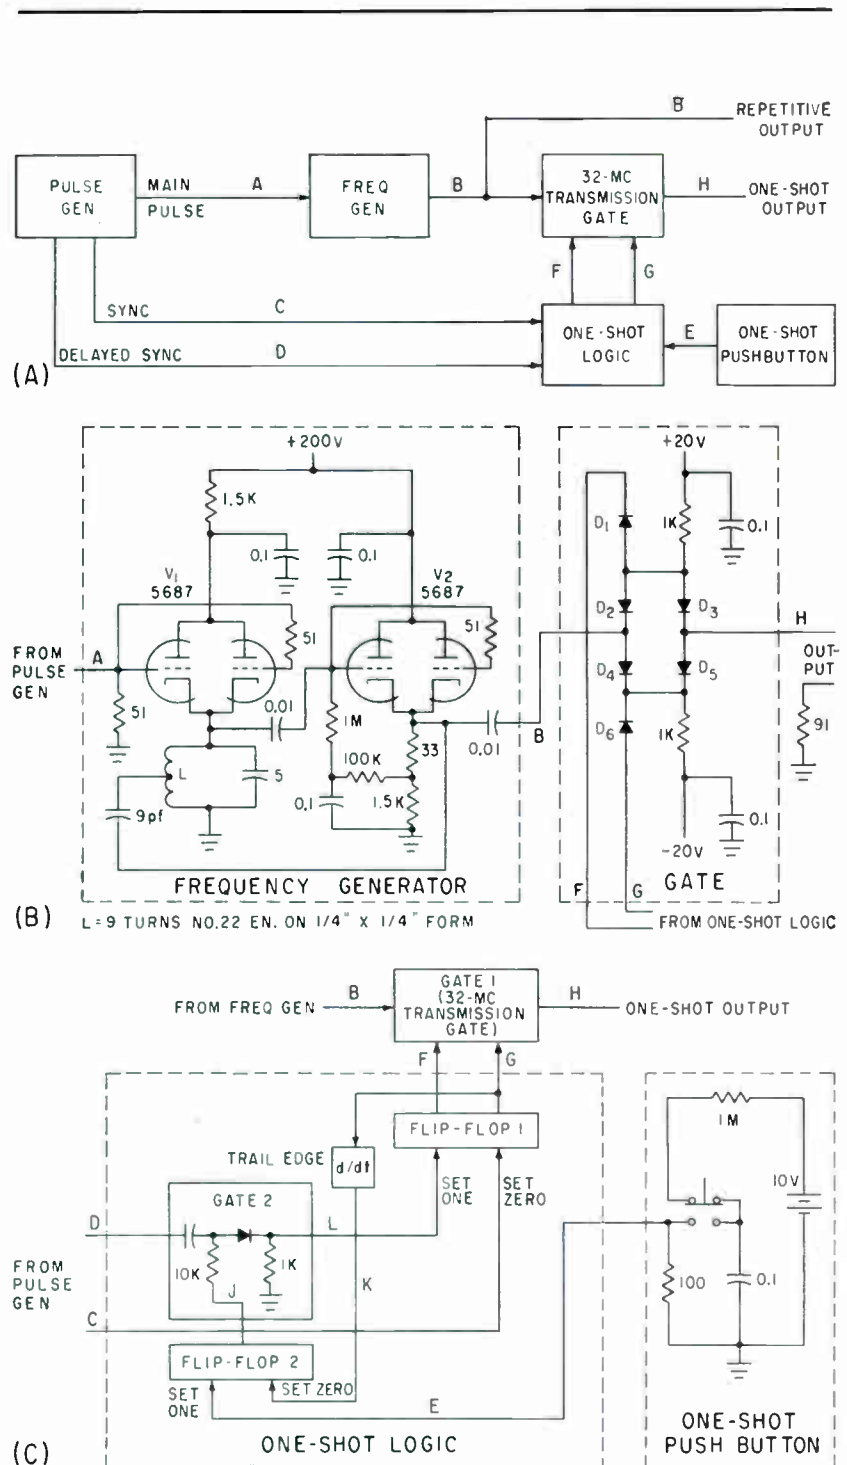 B
REPETITIVE
OUTPUT
PULSE
GEN
MAIN
PULSE
A
FREQ
GEN
B
32-MC
TRANSMISSION
GATE
H
ONE-SHOT
OUTPUT
F
G
SYNC
C
DELAYED SYNC
D
ONE-SHOT
LOGIC
E
ONE-SHOT
PUSHBUTTON
(A)
+200V
1.5K
0.1
0.1
V1
5687
V2
5687
51
51
FROM
PULSE
GEN
A
51
0.01
1M
33
0.01
B
100K
L
5
9pf
0.1
1.5K
FREQUENCY GENERATOR
+20V
D1
1K
0.1
D2
D3
H
OUT-
PUT
D4
D5
D6
1K
91
0.1
-20V
F
G
GATE
(B)
L=9 TURNS NO.22 EN. ON 1/4" X 1/4" FORM
FROM ONE-SHOT LOGIC
FROM FREQ GEN
B
GATE 1
(32-MC
TRANSMISSION
GATE)
H
ONE-SHOT OUTPUT
F
G
FLIP-FLOP 1
TRAIL EDGE
d/dt
SET
ONE
SET
ZERO
GATE 2
D
L
10K
1K
J
K
FROM
PULSE
GEN
C
FLIP-FLOP 2
SET
ONE
SET ZERO
E
ONE-SHOT LOGIC
1M
10V
100
0.1
ONE-SHOT
PUSH BUTTON
(C)